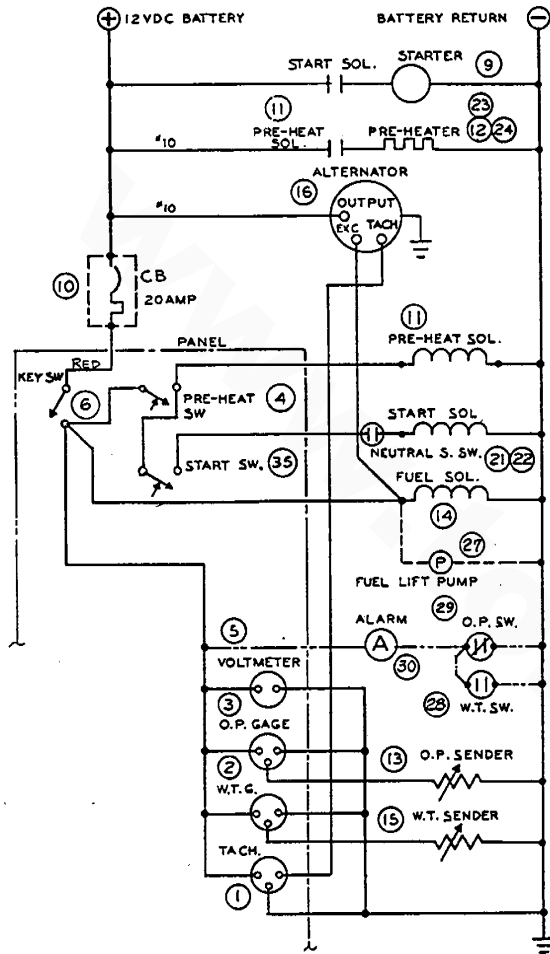 + 12VDC BATTERY
BATTERY RETURN −
START SOL. STARTER 9
11 23
#10 PRE-HEAT SOL. PRE-HEATER 12 24
ALTERNATOR
16
OUTPUT
#10
EXC TACH
10 CB
20 AMP
PANEL
11
PRE-HEAT SOL.
RED
KEY SW
6
PRE-HEAT SW
4
START SOL
NEUTRAL S. SW. 21 22
START SW. 35
FUEL SOL.
14
27
P
FUEL LIFT PUMP
29
5
ALARM
O.P. SW.
A
30
VOLTMETER
28
W.T. SW.
3
O.P. GAGE
13 O.P. SENDER
2
W.T.G.
15 W.T. SENDER
TACH.
1